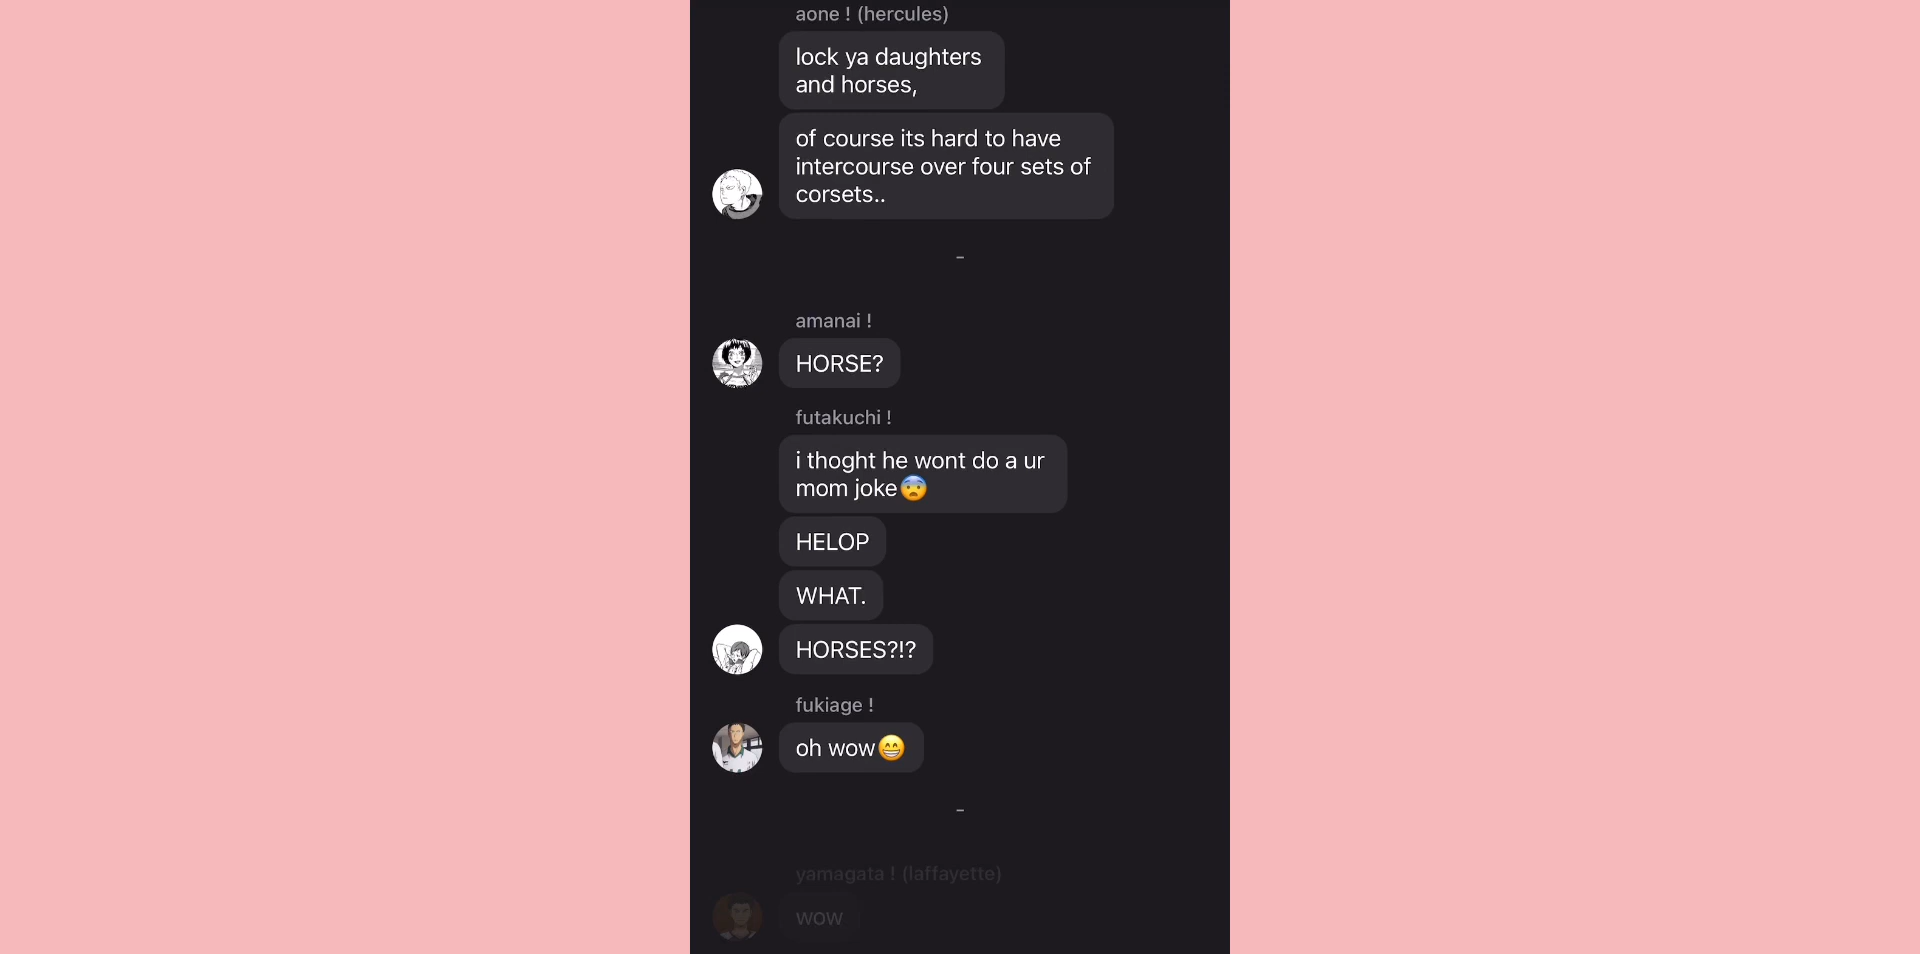 aone ! (hercules)
lock ya daughters
and horses,
of course its hard to have
intercourse over four sets of
corsets..
-
amanai !
HORSE?
futakuchi !
i thoght he wont do a ur
mom joke😨
HELOP
WHAT.
HORSES?!?
fukiage !
oh wow😁
-
yamagata ! (laffayette)
wow